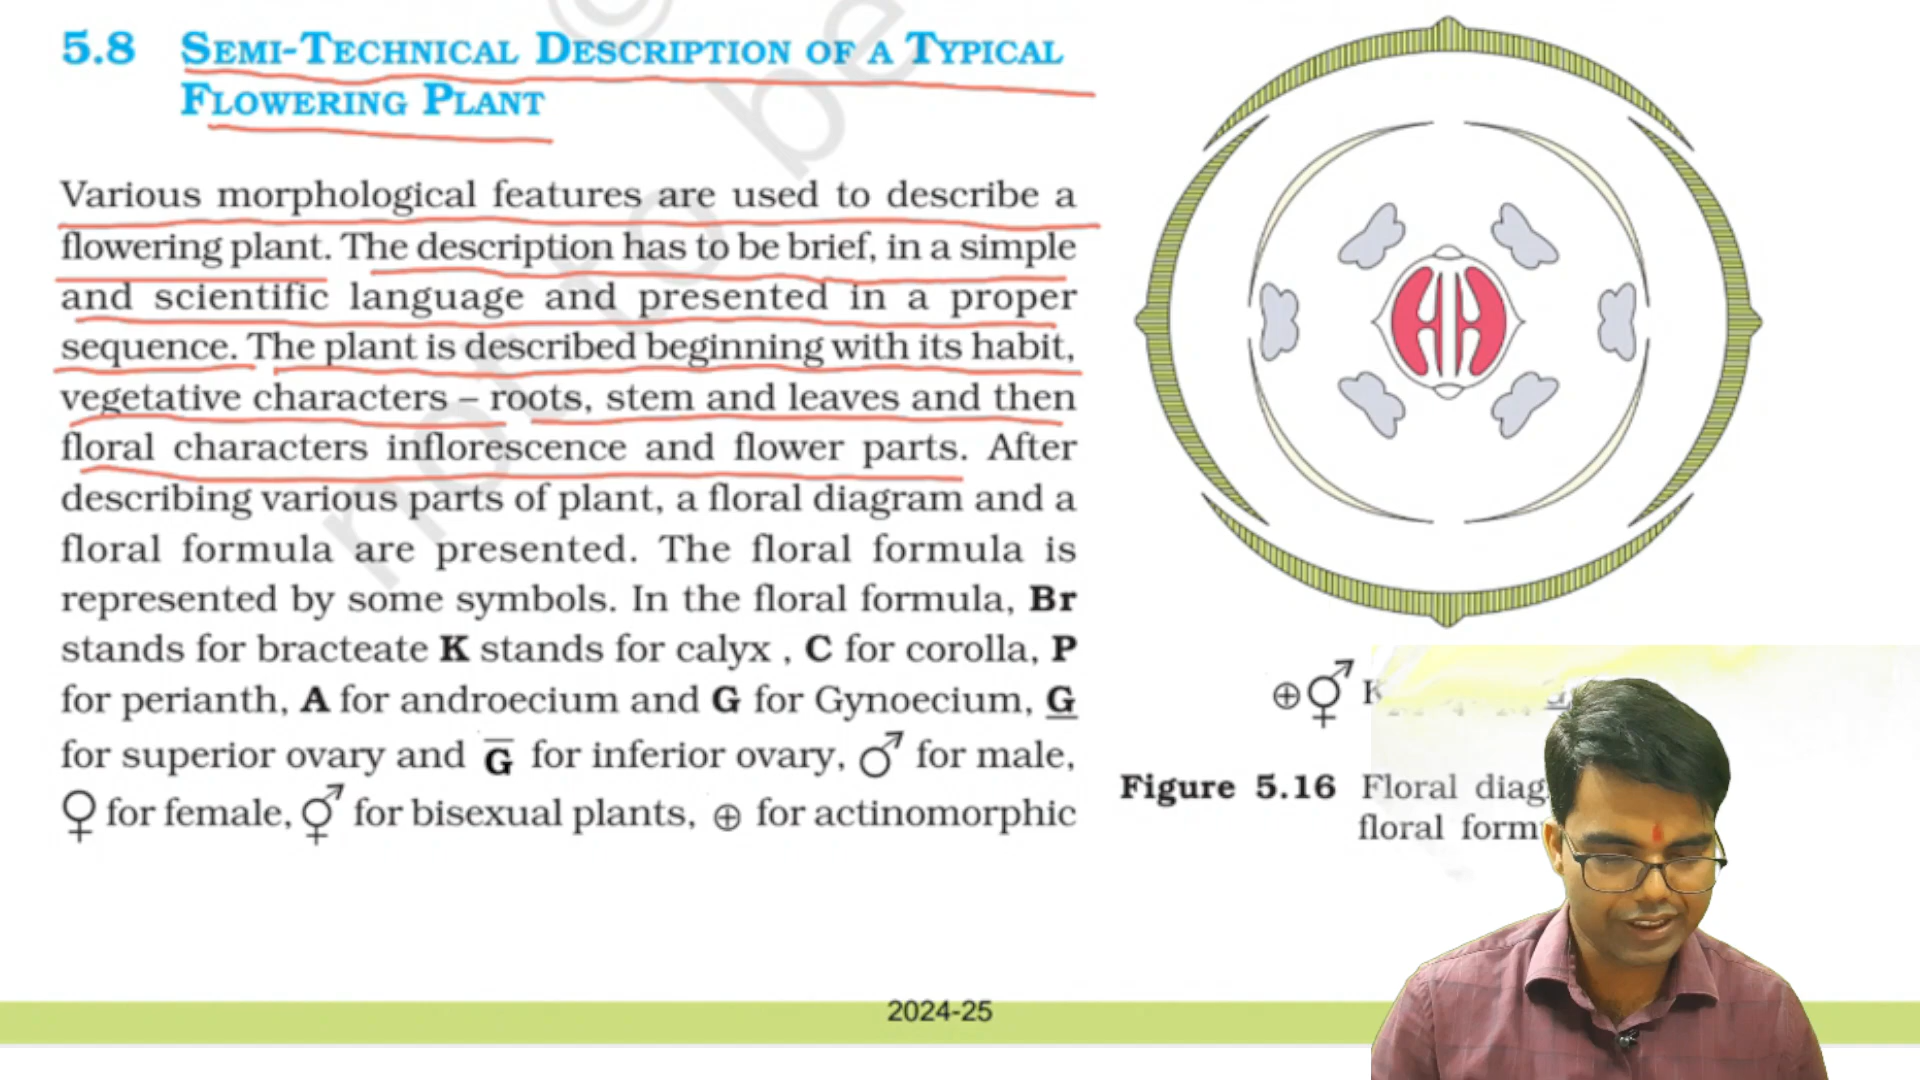 5.8 SEMI-TECHNICAL DESCRIPTION OF A TYPICAL
FLOWERING PLANT
Various morphological features are used to describe a
flowering plant. The description has to be brief, in a simple
and scientific language and presented in a proper
sequence. The plant is described beginning with its habit,
vegetative characters – roots, stem and leaves and then
floral characters inflorescence and flower parts. After
describing various parts of plant, a floral diagram and a
floral formula are presented. The floral formula is
represented by some symbols. In the floral formula, Br
stands for bracteate K stands for calyx , C for corolla, P
for perianth, A for androecium and G for Gynoecium, G̲
for superior ovary and G̅ for inferior ovary, ♂ for male,
♀ for female, ⚥ for bisexual plants, ⊕ for actinomorphic
⊕ ⚥ K
Figure 5.16 Floral diag
floral form
2024-25
©
not to be